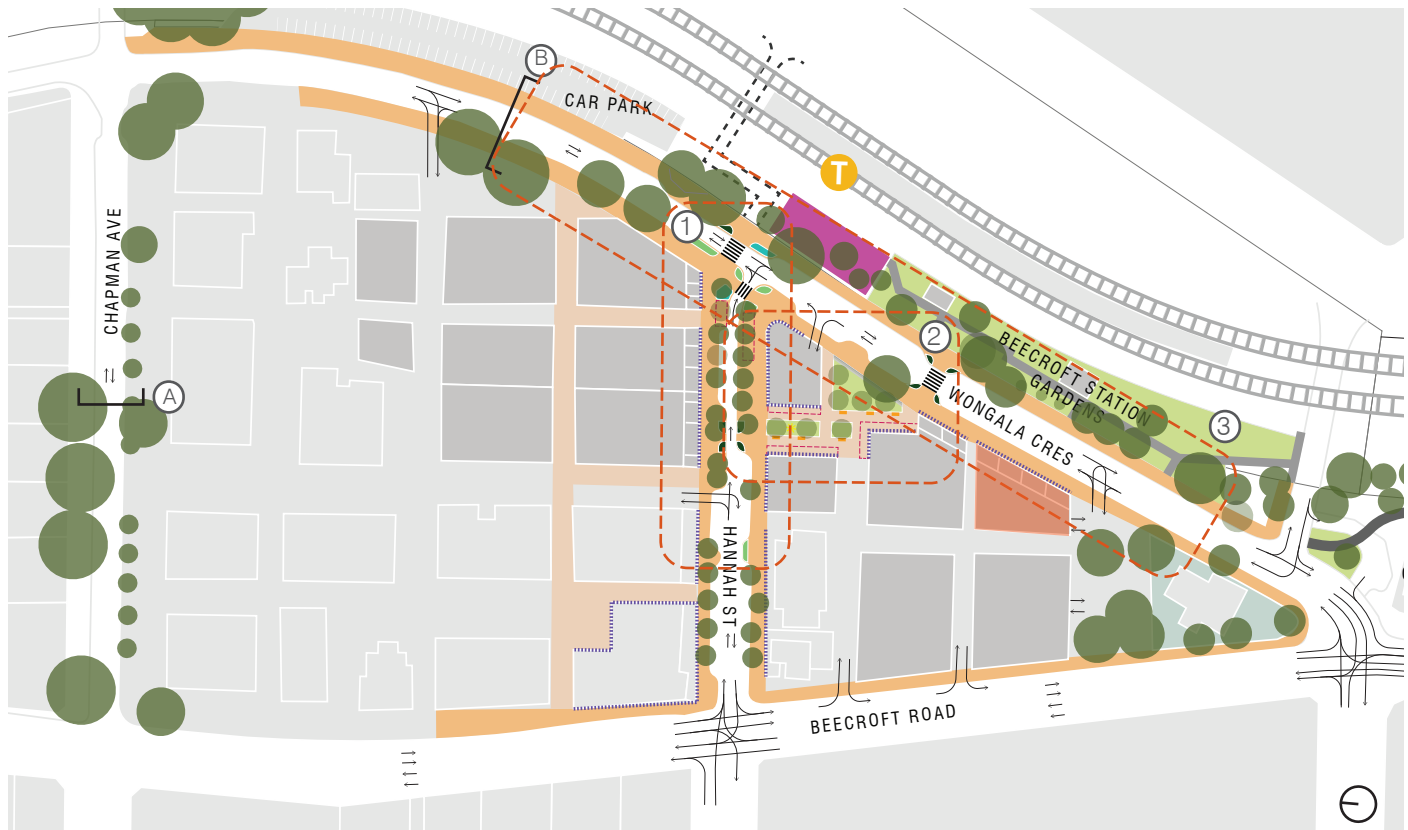 B
CAR PARK
T
CHAPMAN AVE
1
2
BEECROFT STATION
GARDENS
A
WONGALA CRES
3
HANNAH ST
BEECROFT ROAD